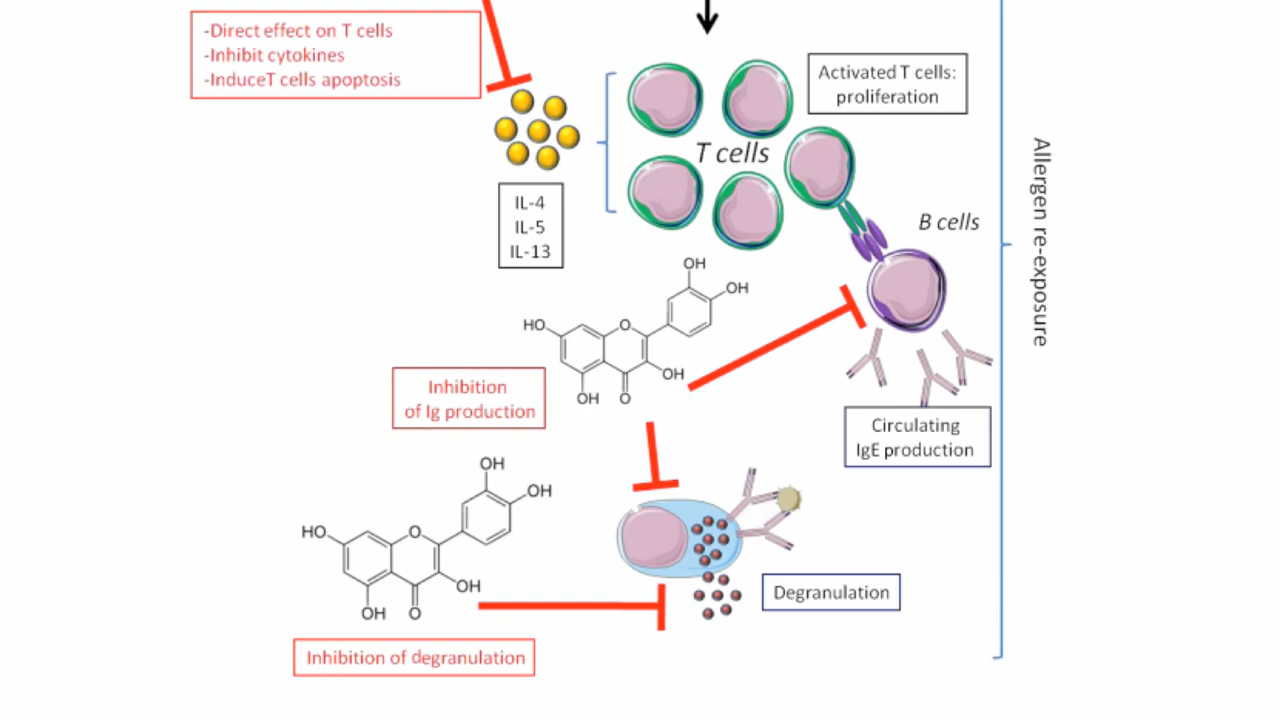 -Direct effect on T cells
-Inhibit cytokines
-InduceT cells apoptosis
Activated T cells:
proliferation
T cells
IL-4
IL-5
IL-13
B cells
Allergen re-exposure
OH
OH
HO
O
OH
OH
O
Inhibition
of Ig production
Circulating
IgE production
OH
OH
HO
O
OH
OH
O
Degranulation
Inhibition of degranulation